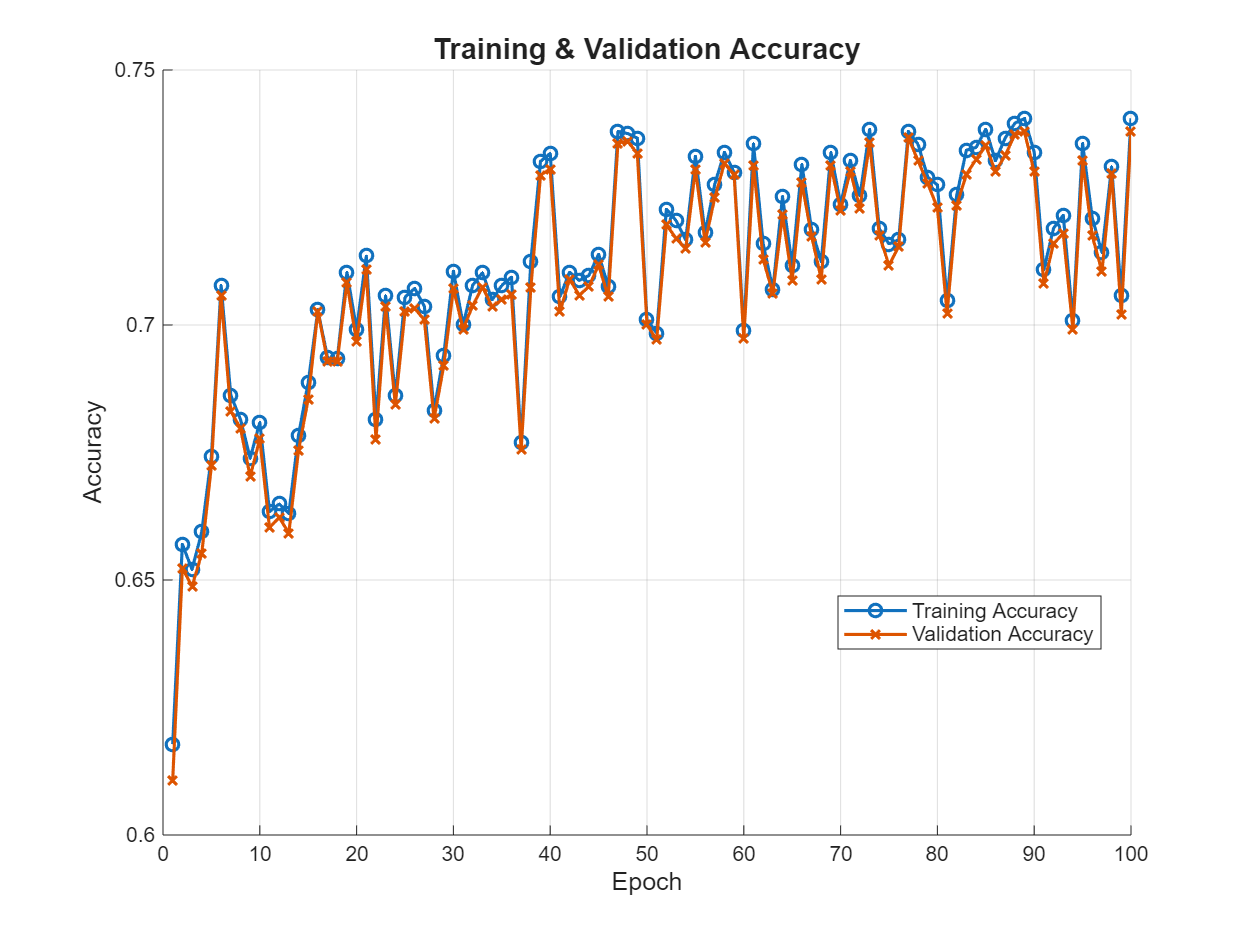 Training & Validation Accuracy
0.75
0.7
0.65
0.6
Accuracy
Training Accuracy
Validation Accuracy
0 10 20 30 40 50 60 70 80 90 100
Epoch